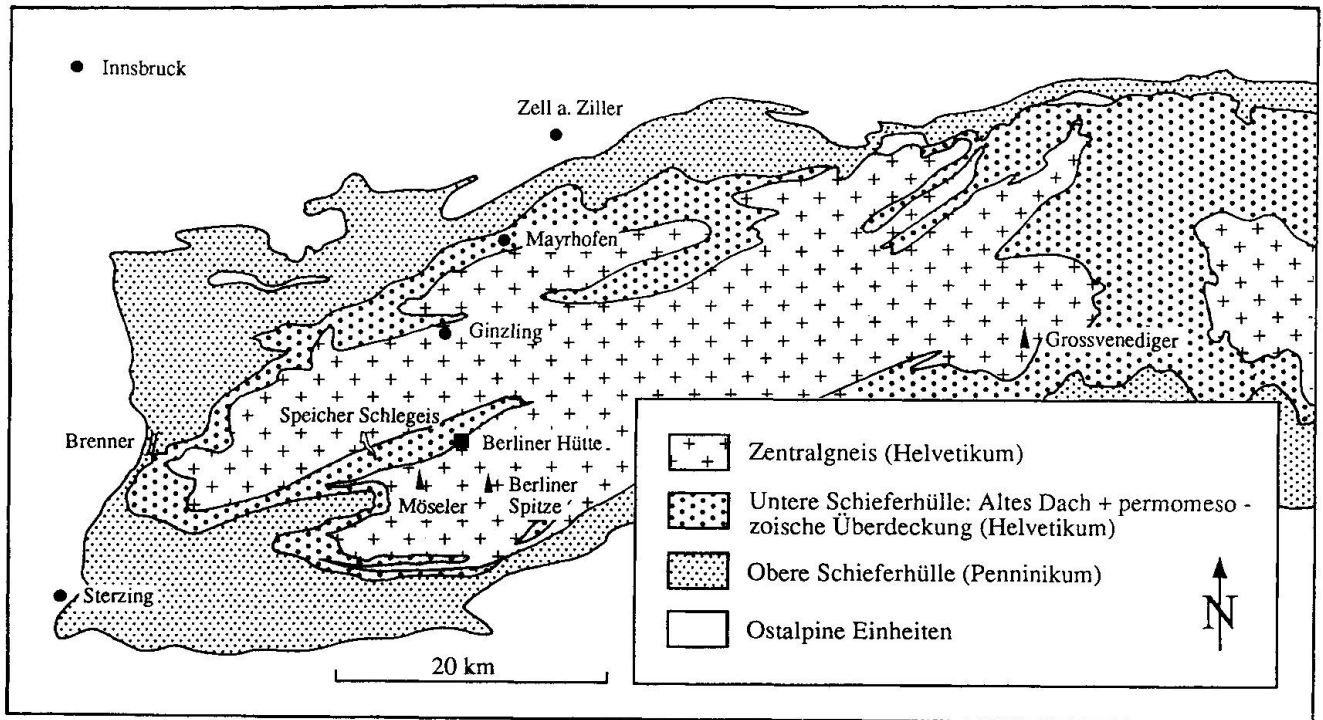 Innsbruck
Zell a. Ziller
Mayrhofen
Ginzling
Grossvenediger
Speicher Schlegeis
Brenner
Berliner Hütte
Möseler
Berliner
Spitze
Sterzing
20 km
Zentralgneis (Helvetikum)
Untere Schieferhülle: Altes Dach + permomeso -
zoische Überdeckung (Helvetikum)
Obere Schieferhülle (Penninikum)
Ostalpine Einheiten
N